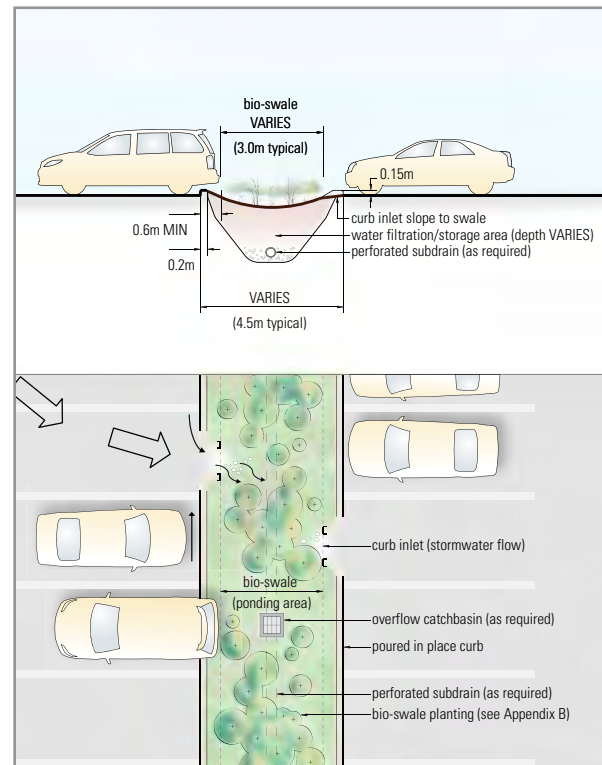 bio-swale
VARIES
(3.0m typical)
0.15m
curb inlet slope to swale
0.6m MIN
water filtration/storage area (depth VARIES)
perforated subdrain (as required)
0.2m
VARIES
(4.5m typical)
curb inlet (stormwater flow)
bio-swale
(ponding area)
overflow catchbasin (as required)
poured in place curb
perforated subdrain (as required)
bio-swale planting (see Appendix B)